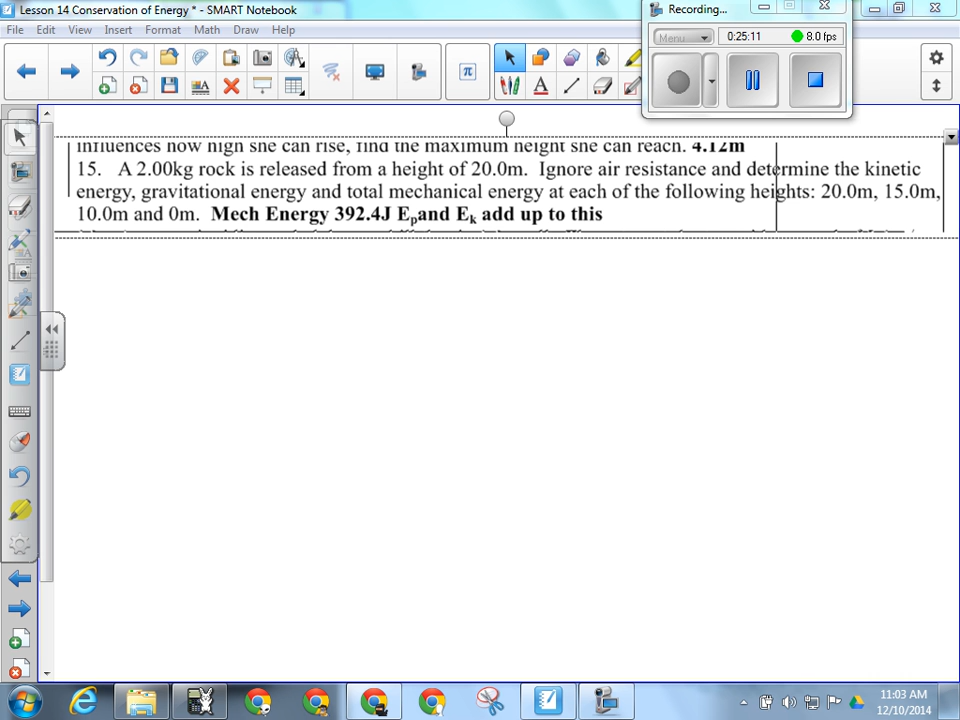 Lesson 14 Conservation of Energy * - SMART Notebook
Recording...
File Edit View Insert Format Math Draw Help
Menu
0:25:11
8.0 fps
π
A
influences how high she can rise, find the maximum height she can reach. 4.12m
15. A 2.00kg rock is released from a height of 20.0m. Ignore air resistance and determine the kinetic
energy, gravitational energy and total mechanical energy at each of the following heights: 20.0m, 15.0m,
10.0m and 0m. Mech Energy 392.4J Epand Ek add up to this
11:03 AM
12/10/2014